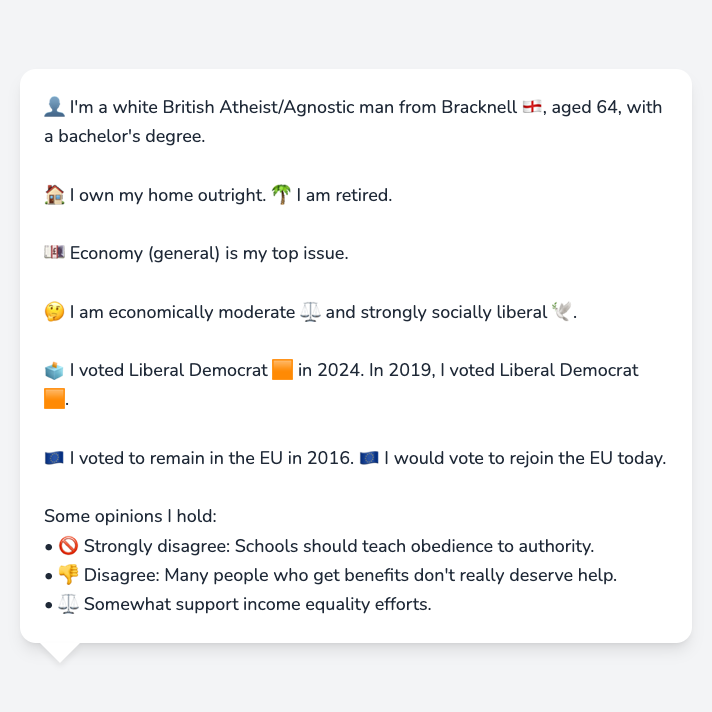 👤 I'm a white British Atheist/Agnostic man from Bracknell 🏴󠁧󠁢󠁥󠁮󠁧󠁿, aged 64, with
a bachelor's degree.
🏠 I own my home outright. 🌴 I am retired.
💷 Economy (general) is my top issue.
🤔 I am economically moderate ⚖️ and strongly socially liberal 🕊️.
🗳️ I voted Liberal Democrat 🟧 in 2024. In 2019, I voted Liberal Democrat
🟧.
🇪🇺 I voted to remain in the EU in 2016. 🇪🇺 I would vote to rejoin the EU today.
Some opinions I hold:
• 🚫 Strongly disagree: Schools should teach obedience to authority.
• 👎 Disagree: Many people who get benefits don't really deserve help.
• ⚖️ Somewhat support income equality efforts.